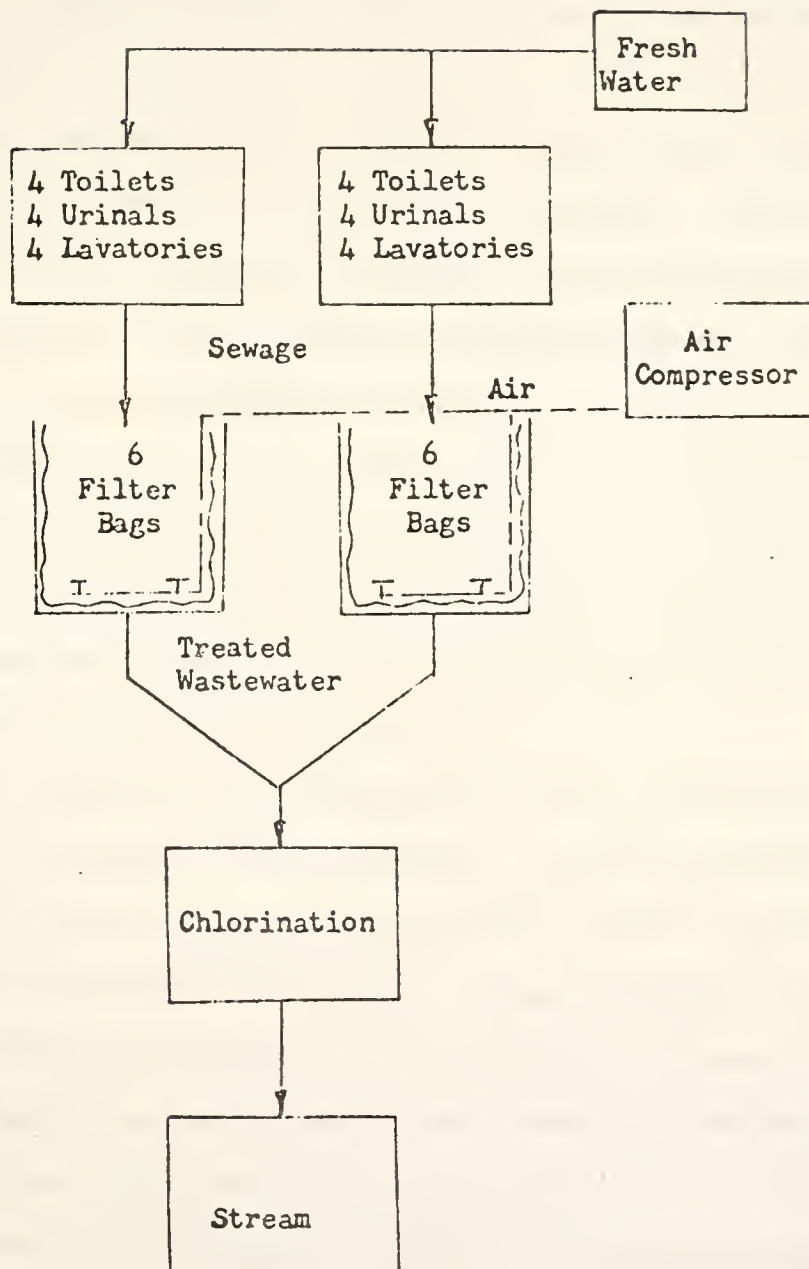 Fresh
Water
4 Toilets
4 Urinals
4 Lavatories
4 Toilets
4 Urinals
4 Lavatories
Sewage
Air
Compressor
Air
6
Filter
Bags
6
Filter
Bags
Treated
Wastewater
Chlorination
Stream